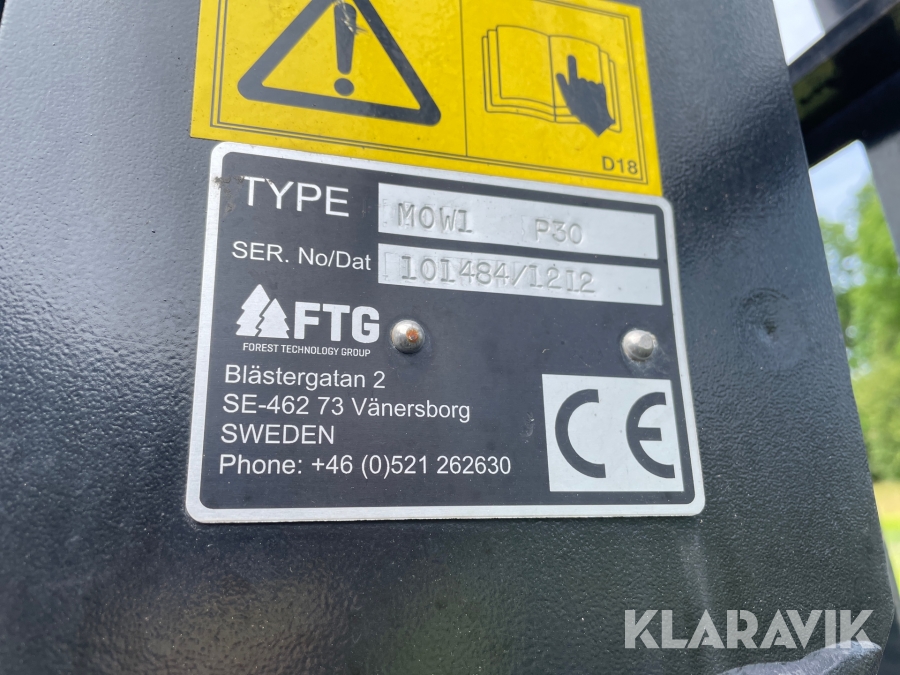 D18
TYPE MOWI P30
SER. No/Dat 101484/1212
FTG
FOREST TECHNOLOGY GROUP
Blästergatan 2
SE-462 73 Vänersborg
SWEDEN
Phone: +46 (0)521 262630
CE
KLARAVIK